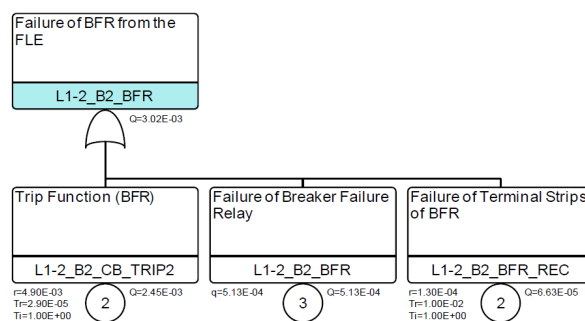 Failure of BFR from the
FLE
L1-2_B2_BFR
Q=3.02E-03
Trip Function (BFR)
L1-2_B2_CB_TRIP2
r=4.90E-03
Tr=2.90E-05
Ti=1.00E+00
2
Q=2.45E-03
Failure of Breaker Failure
Relay
L1-2_B2_BFR
q=5.13E-04
3
Q=5.13E-04
Failure of Terminal Strips
of BFR
L1-2_B2_BFR_REC
r=1.30E-04
Tr=1.00E-02
Ti=1.00E+00
2
Q=6.63E-05